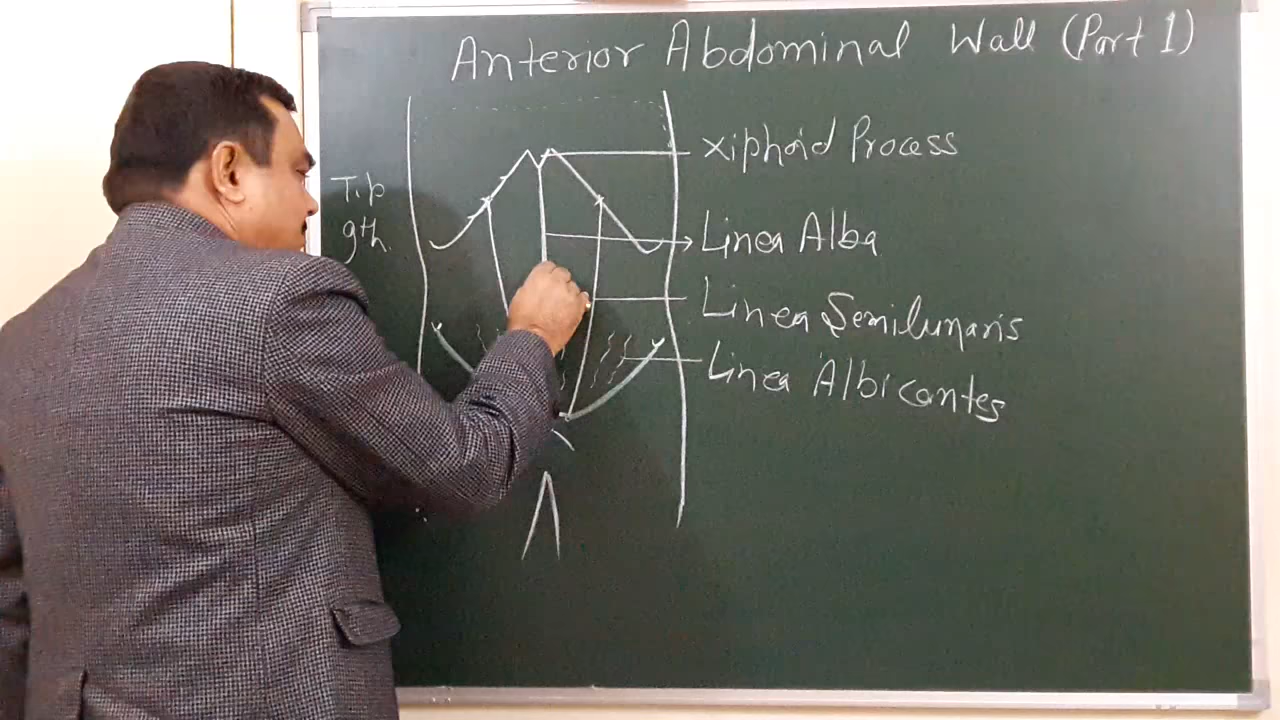 Anterior Abdominal Wall (Part 1)
Xiphoid Process
Tip
9th
Linea Alba
Linea Semilunaris
Linea Albicantes